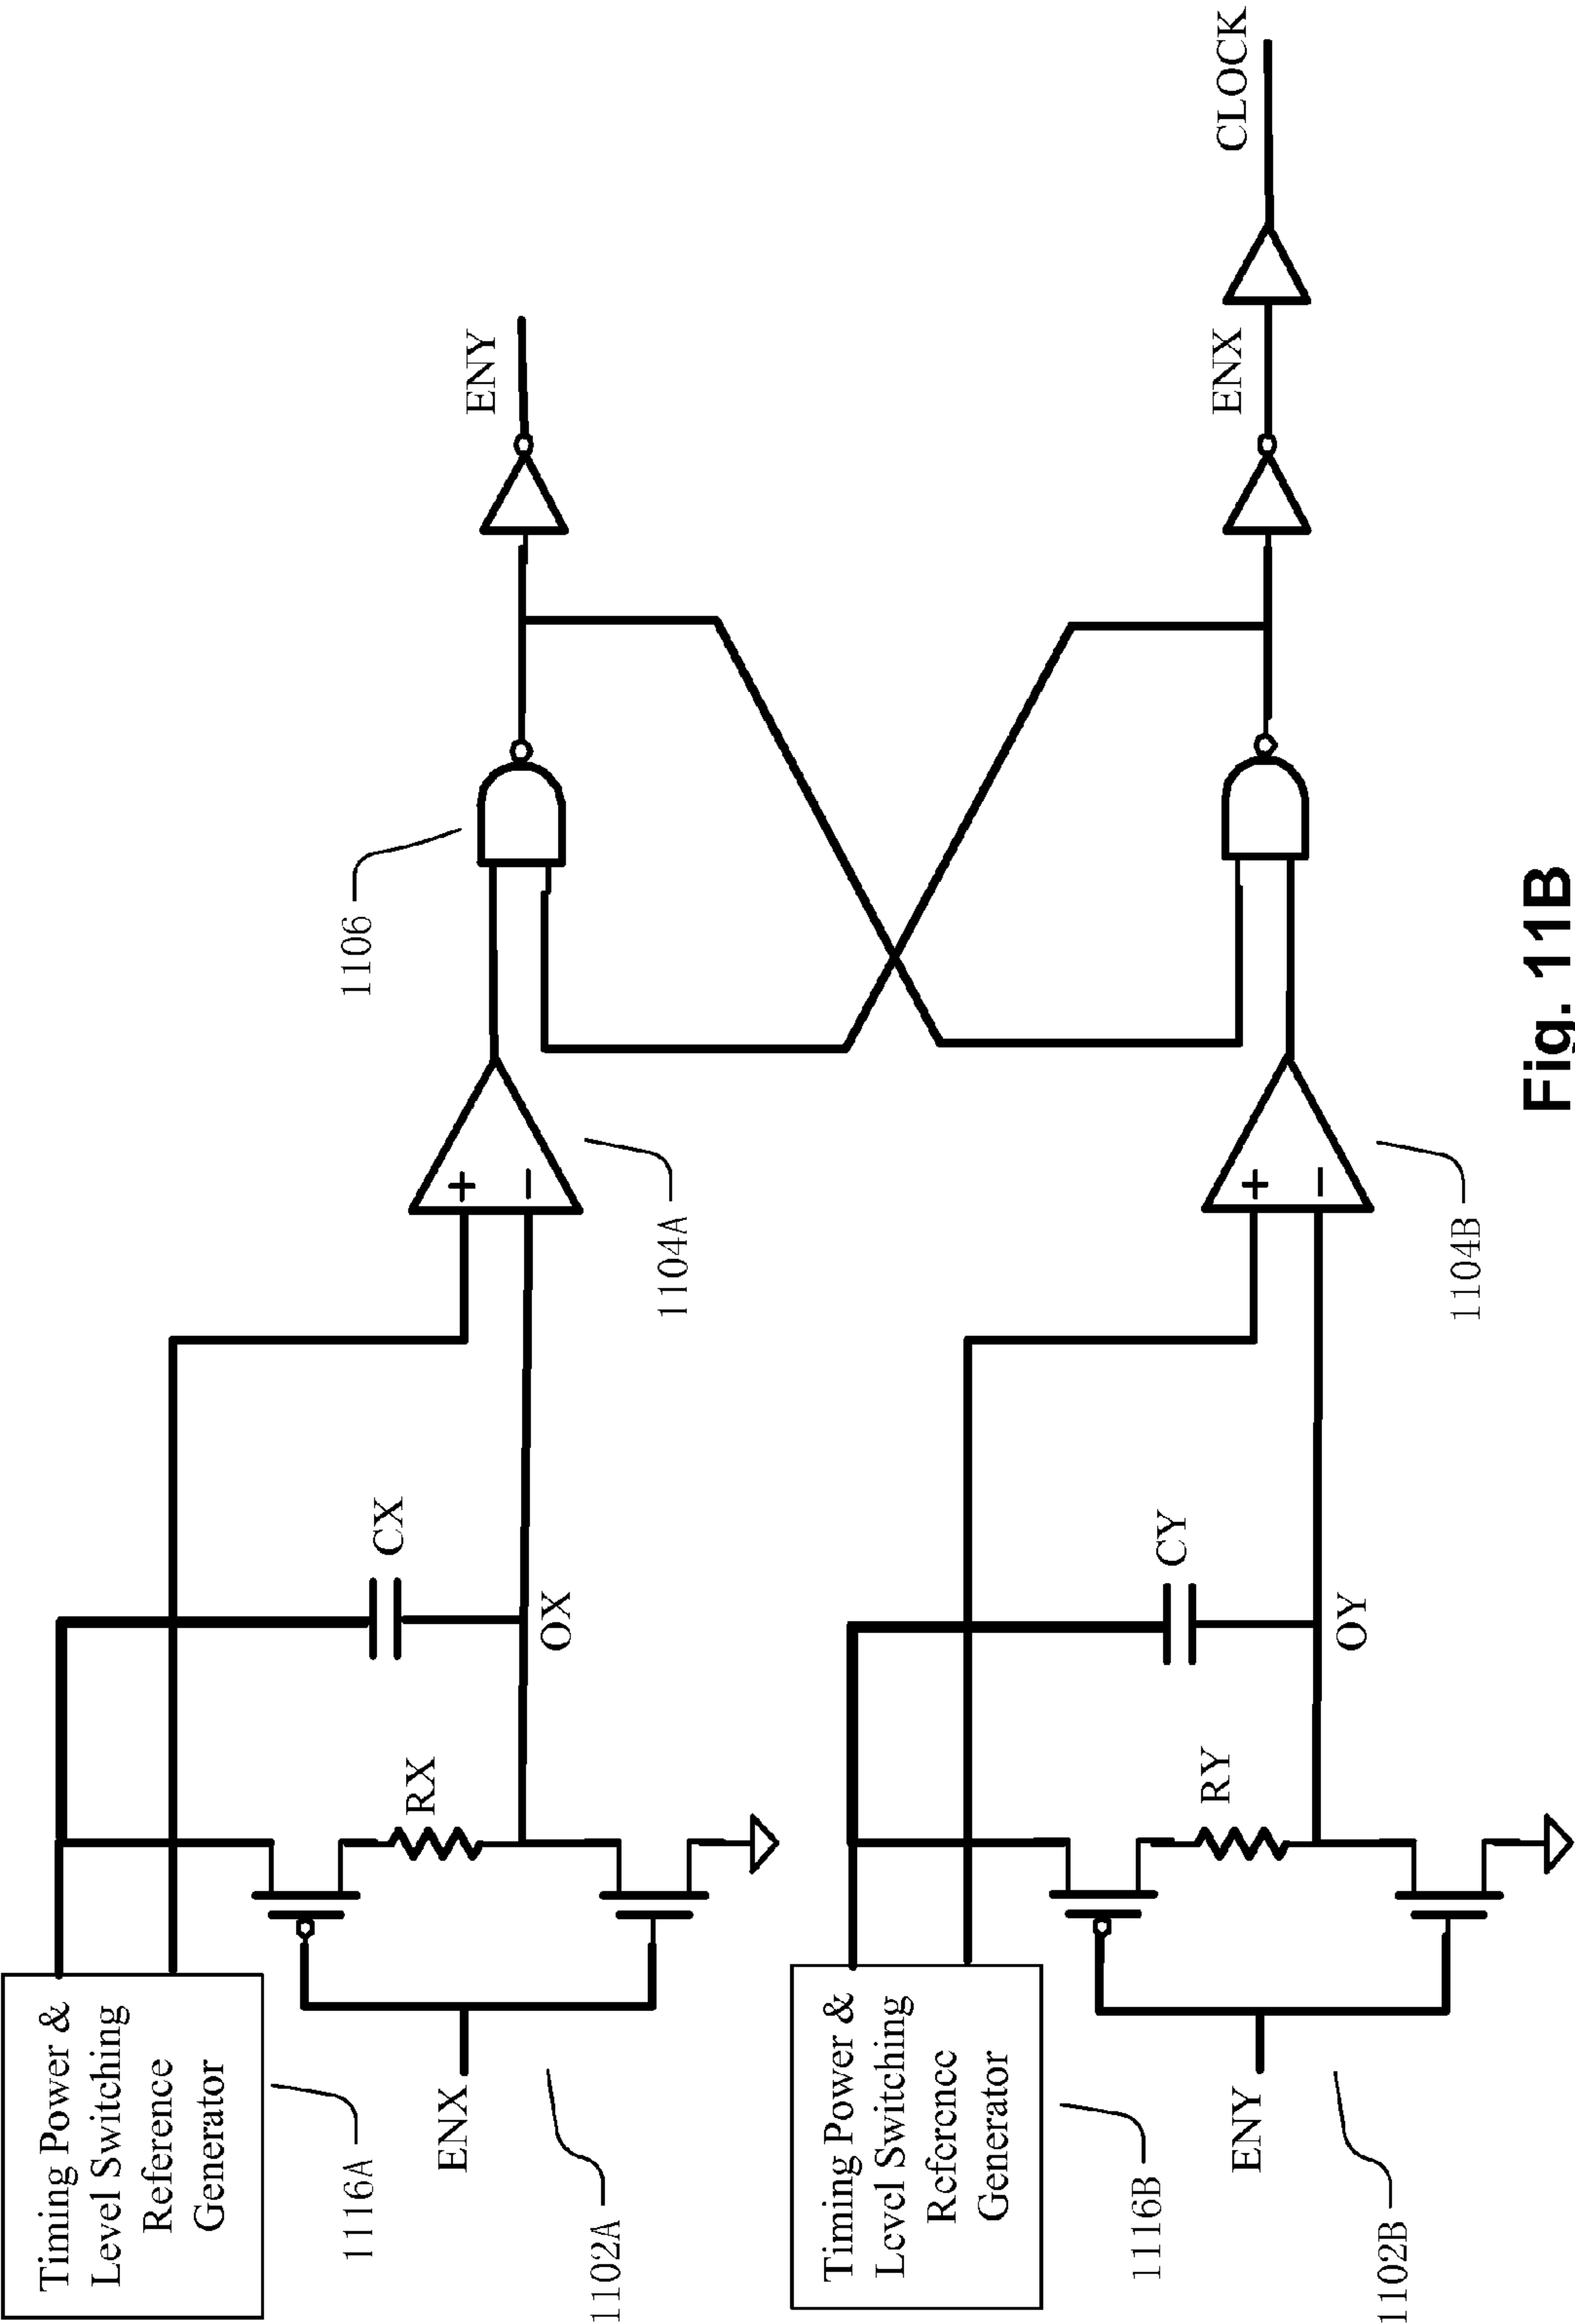 Timing Power &
Level Switching
Reference
Generator
1116A
ENX
1102A
RX
CX
OX
+
−
1104A
1106
ENY
Timing Power &
Level Switching
Reference
Generator
1116B
ENY
1102B
RY
CY
OY
+
−
1104B
ENX
CLOCK
Fig. 11B